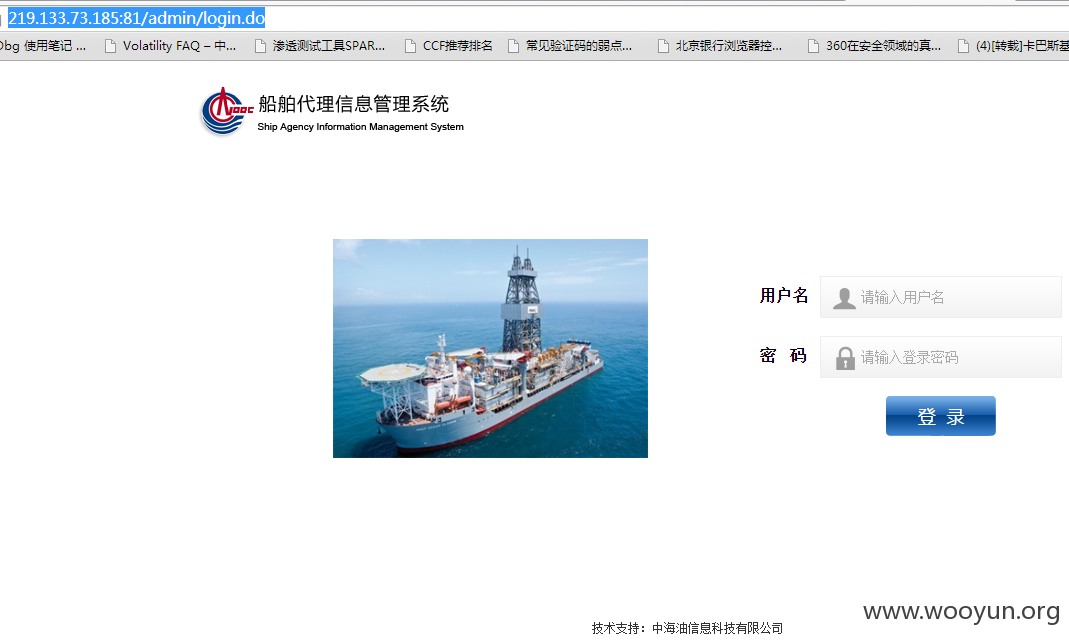 219.133.73.185:81/admin/login.do
Dbg 使用笔记 ... Volatility FAQ – 中... 渗透测试工具SPAR... CCF推荐排名 常见验证码的弱点... 北京银行浏览器控... 360在安全领域的真... (4)[转载]卡巴斯基
CNOOC 船舶代理信息管理系统
Ship Agency Information Management System
用户名 请输入用户名
密 码 请输入登录密码
登 录
www.wooyun.org
技术支持：中海油信息科技有限公司